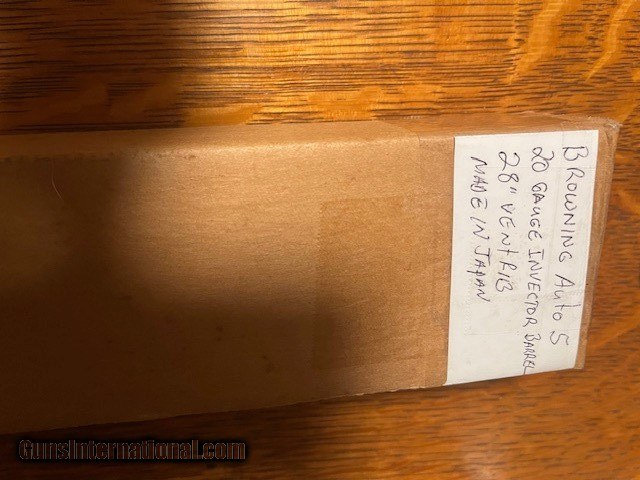 BROWNING AUTO 5
20 GAUGE INVECTOR BARREL
28" VENT RIB
MADE IN JAPAN
GunsInternational.com